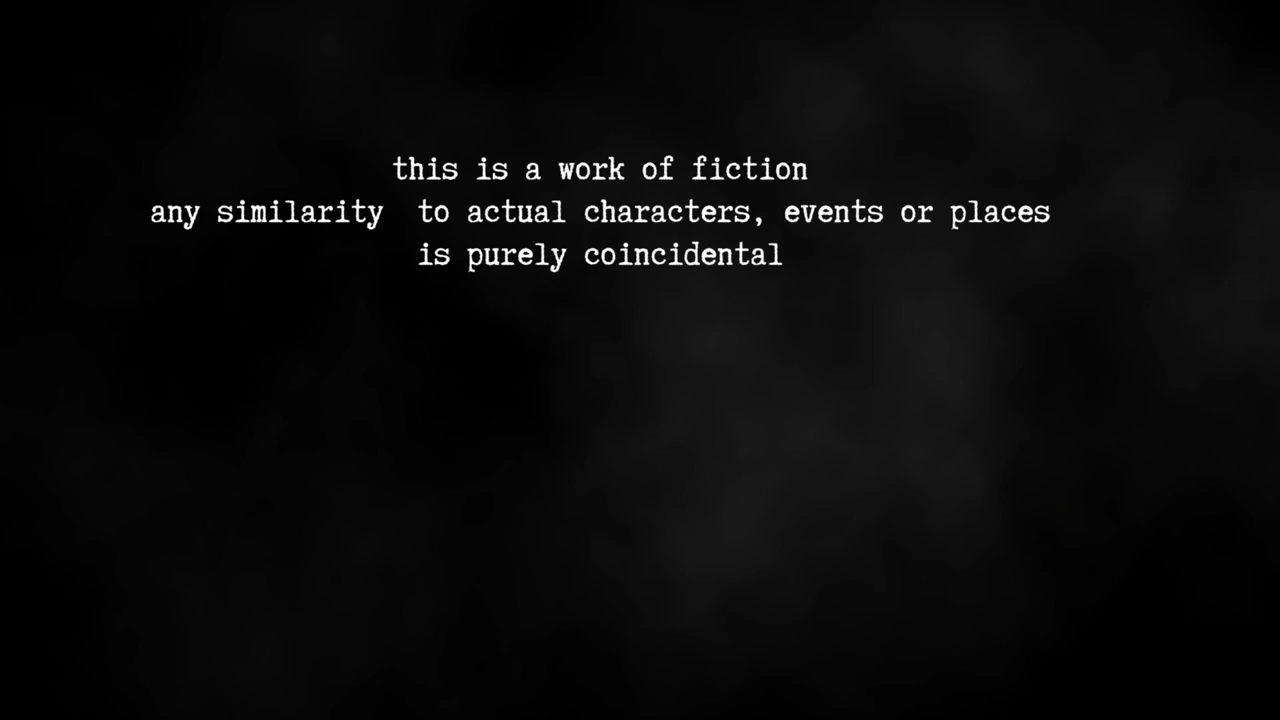 this is a work of fiction
any similarity  to actual characters, events or places
is purely coincidental